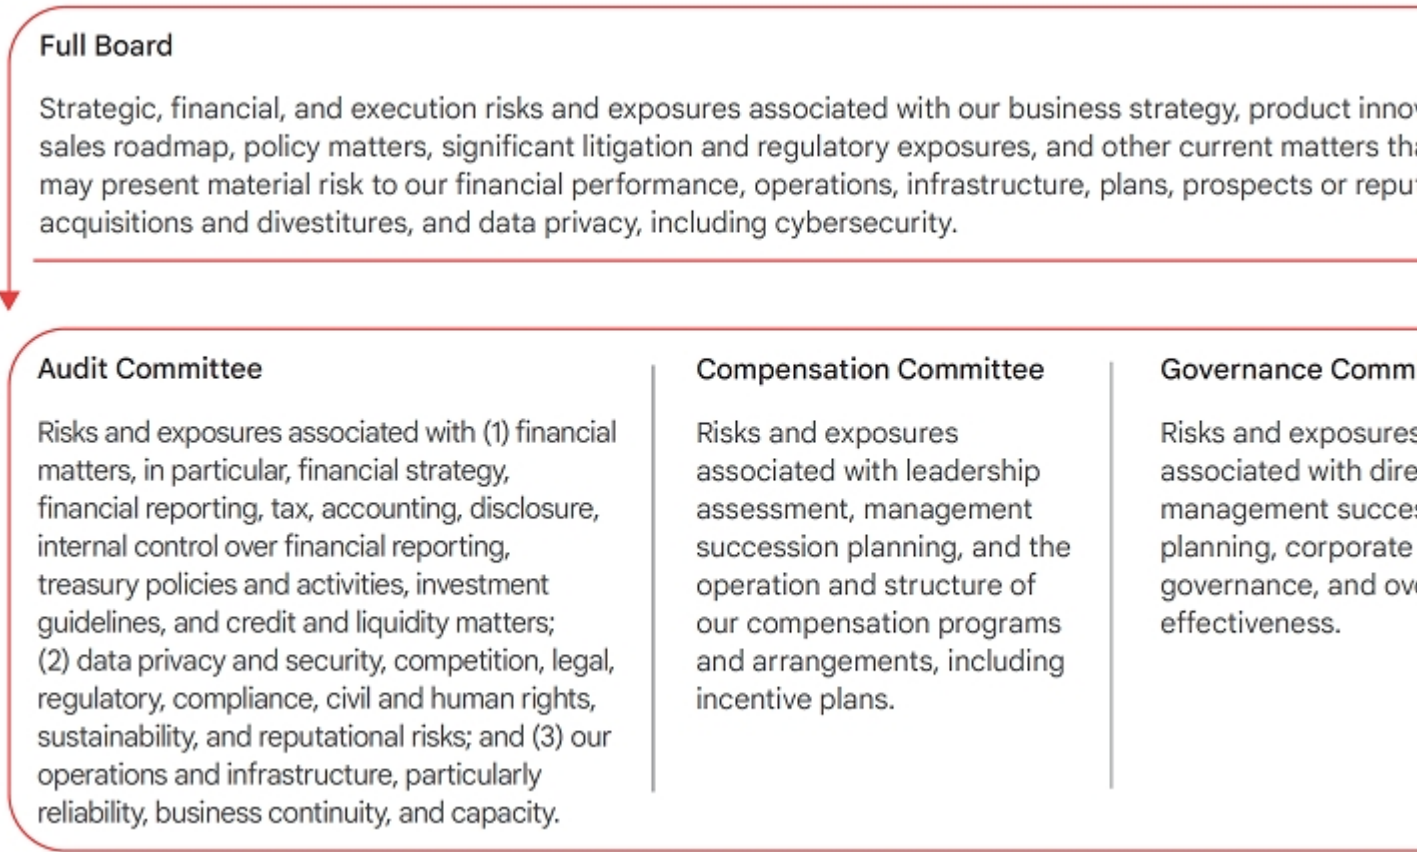 Full Board
Strategic, financial, and execution risks and exposures associated with our business strategy, product
sales roadmap, policy matters, significant litigation and regulatory exposures, and other current matters
may present material risk to our financial performance, operations, infrastructure, plans, prospects or
acquisitions and divestitures, and data privacy, including cybersecurity.
Audit Committee
Risks and exposures associated with (1) financial
matters, in particular, financial strategy,
financial reporting, tax, accounting, disclosure,
internal control over financial reporting,
treasury policies and activities, investment
guidelines, and credit and liquidity matters;
(2) data privacy and security, competition, legal,
regulatory, compliance, civil and human rights,
sustainability, and reputational risks; and (3) our
operations and infrastructure, particularly
reliability, business continuity, and capacity.
Compensation Committee
Risks and exposures
associated with leadership
assessment, management
succession planning, and the
operation and structure of
our compensation programs
and arrangements, including
incentive plans.
Governance
Risks and exposures
associated with
management
planning, corporate
governance, and
effectiveness.